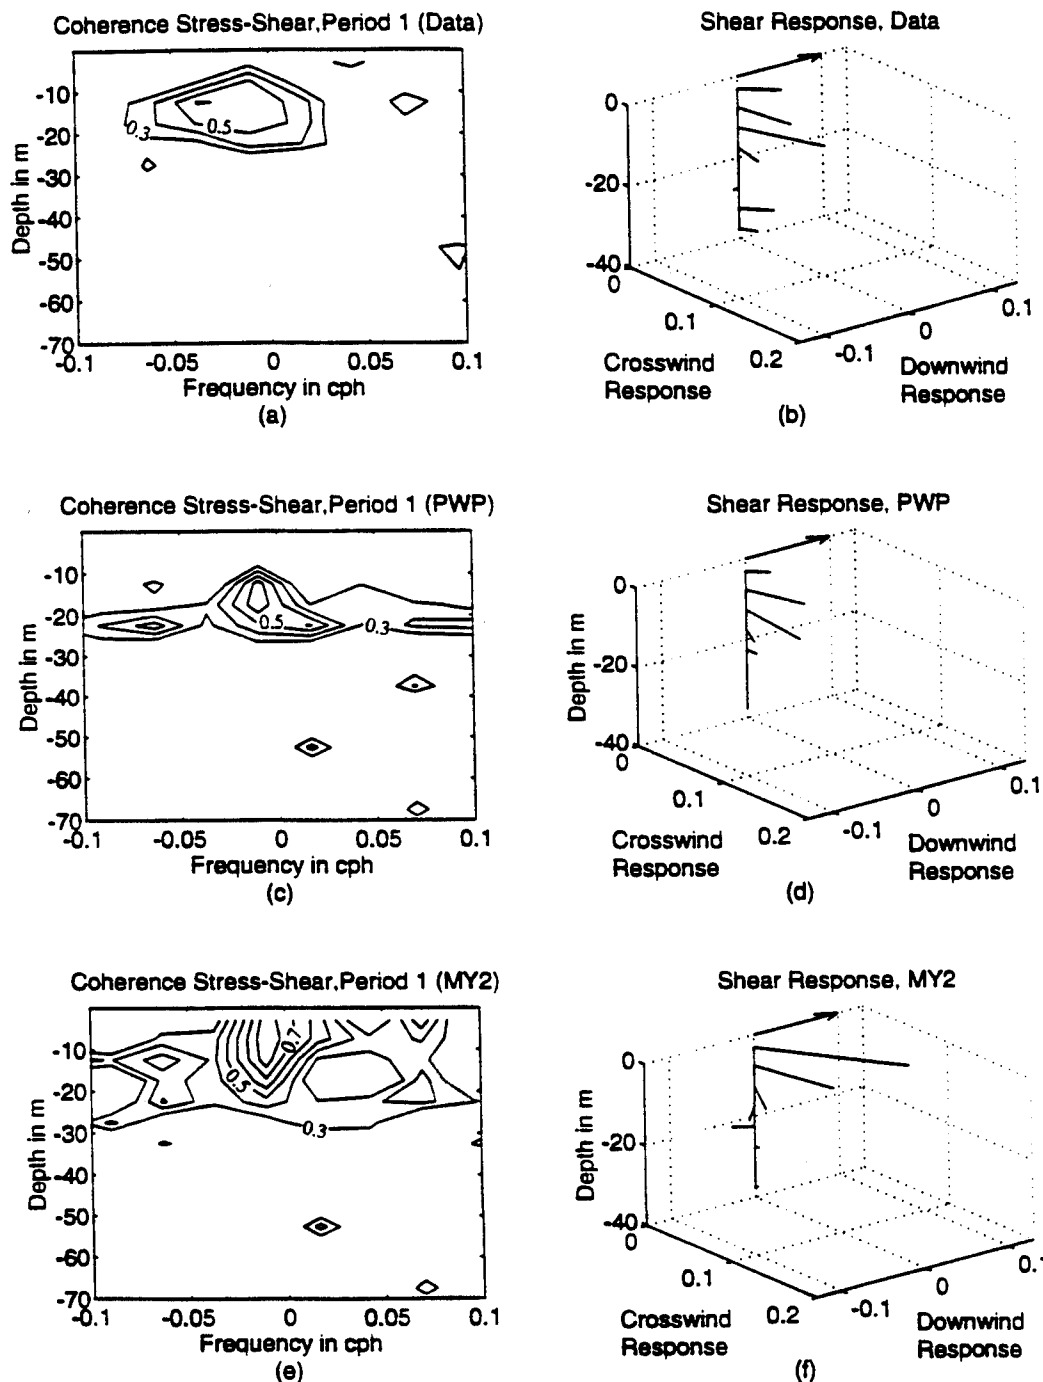 Coherence Stress-Shear,Period 1 (Data)
-10
-20
-30
-40
-50
-60
-70
Depth in m
0.3
0.5
-0.1
-0.05
0
0.05
0.1
Frequency in cph
(a)
Shear Response, Data
0
-20
-40
0
0.1
0.2
-0.1
0
0.1
Crosswind
Response
Downwind
Response
(b)
Coherence Stress-Shear,Period 1 (PWP)
-10
-20
-30
-40
-50
-60
-70
Depth in m
0.5
0.3
-0.1
-0.05
0
0.05
0.1
Frequency in cph
(c)
Shear Response, PWP
0
-20
-40
Depth in m
0
0.1
0.2
-0.1
0
0.1
Crosswind
Response
Downwind
Response
(d)
Coherence Stress-Shear,Period 1 (MY2)
-10
-20
-30
-40
-50
-60
-70
Depth in m
0.7
0.5
0.3
-0.1
-0.05
0
0.05
0.1
Frequency in cph
(e)
Shear Response, MY2
0
-20
-40
Depth in m
0
0.1
0.2
-0.1
0
0.1
Crosswind
Response
Downwind
Response
(f)